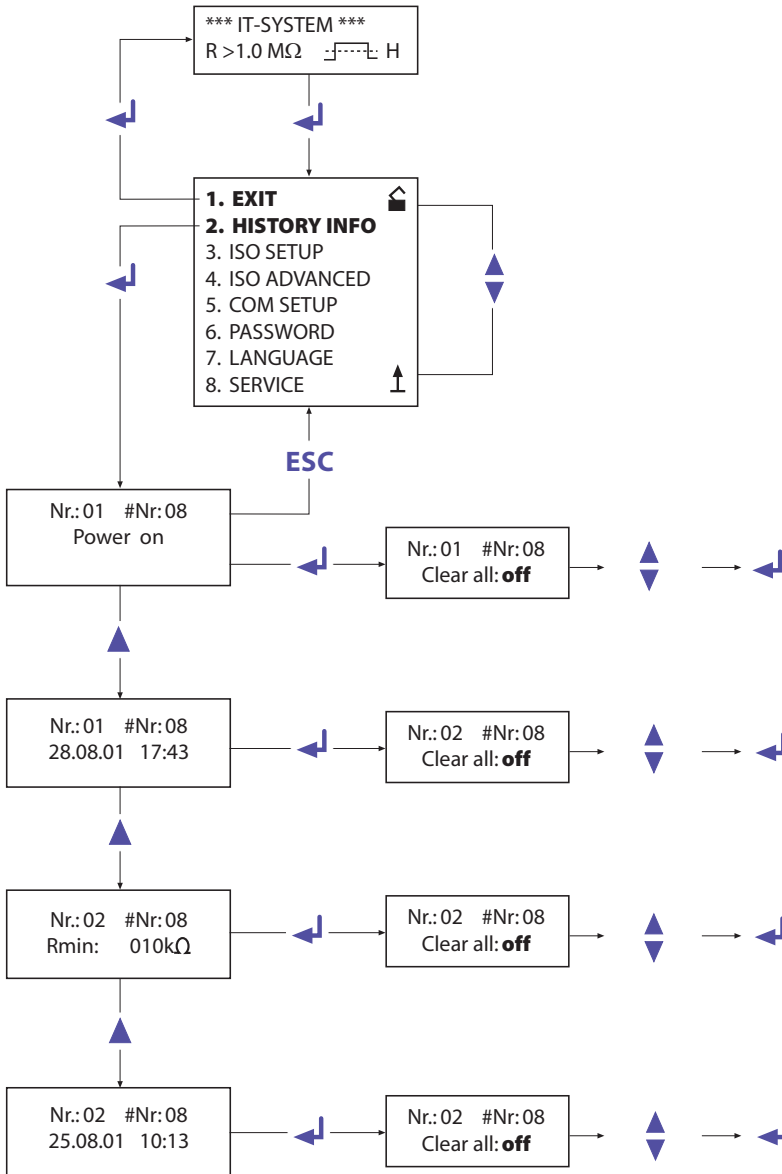 *** IT-SYSTEM ***
R >1.0 MΩ H
1. EXIT
2. HISTORY INFO
3. ISO SETUP
4. ISO ADVANCED
5. COM SETUP
6. PASSWORD
7. LANGUAGE
8. SERVICE
ESC
Nr.: 01 #Nr: 08
Power on
Nr.: 01 #Nr: 08
Clear all: off
Nr.: 01 #Nr: 08
28.08.01 17:43
Nr.: 02 #Nr: 08
Clear all: off
Nr.: 02 #Nr: 08
Rmin: 010kΩ
Nr.: 02 #Nr: 08
Clear all: off
Nr.: 02 #Nr: 08
25.08.01 10:13
Nr.: 02 #Nr: 08
Clear all: off